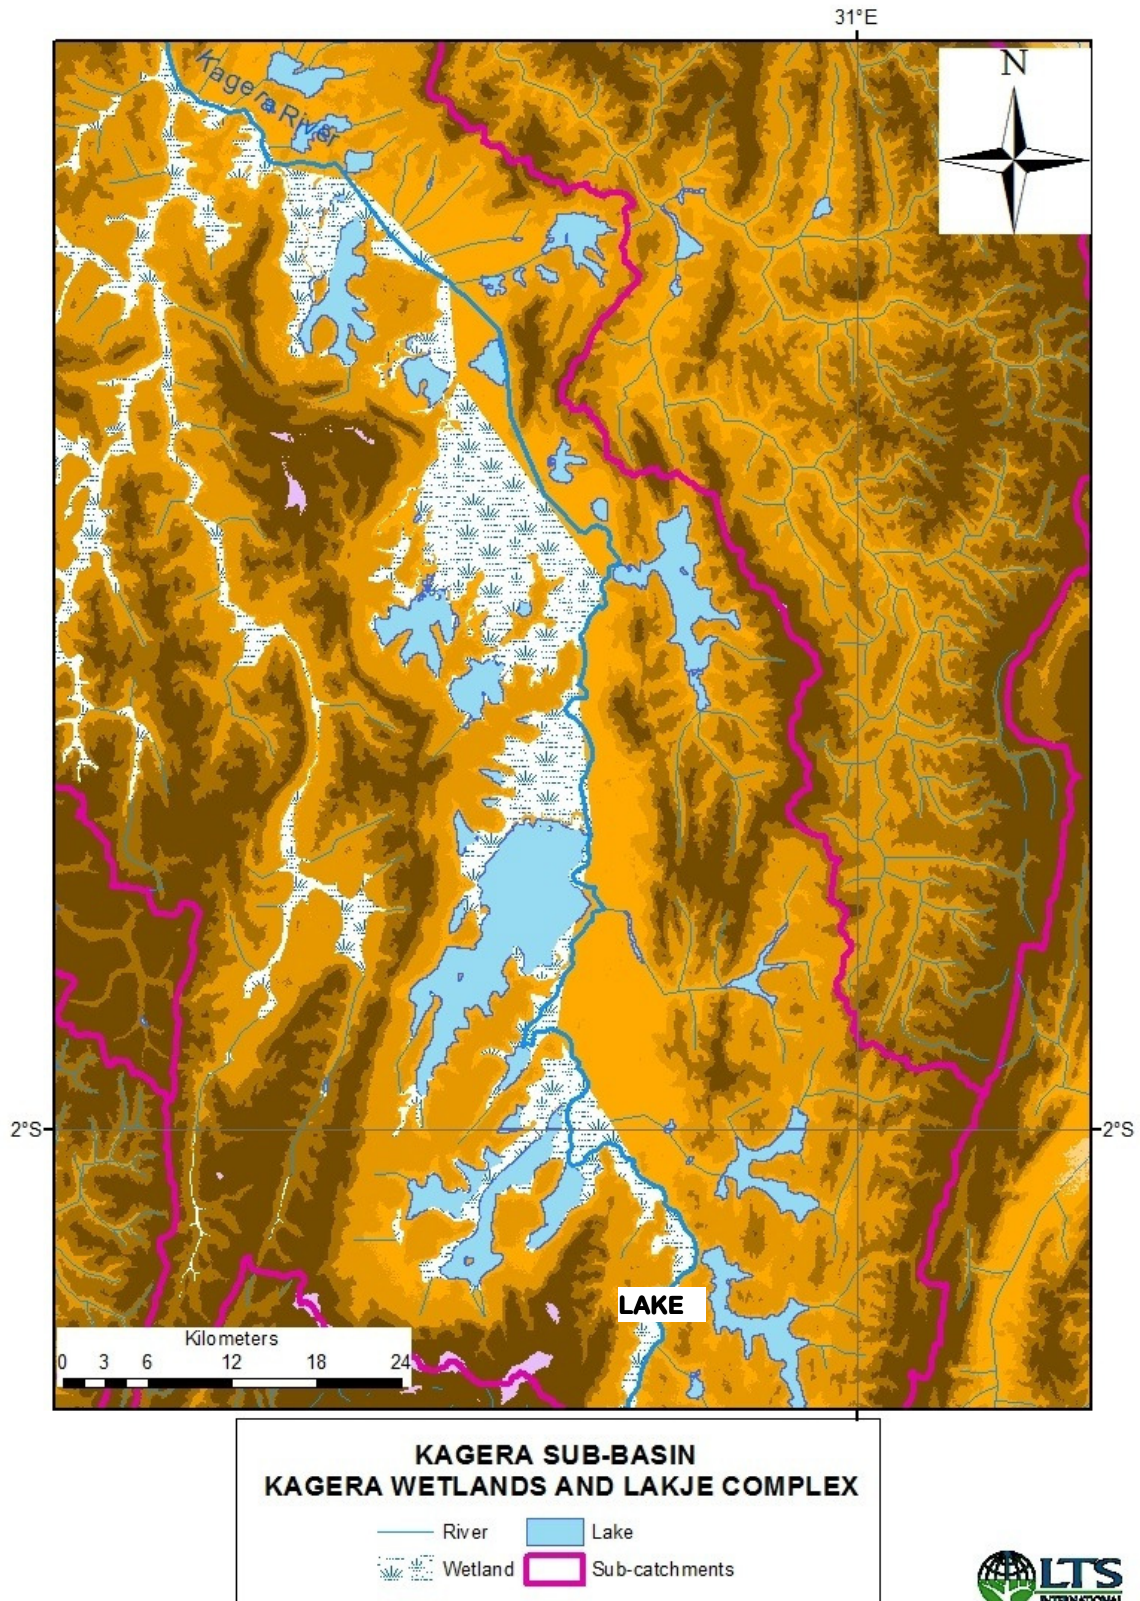 31°E
N
Kagera River
2°S
2°S
LAKE
Kilometers
0 3 6 12 18 24
KAGERA SUB-BASIN
KAGERA WETLANDS AND LAKJE COMPLEX
River Lake
Wetland Sub-catchments
LTS
INTERNATIONAL